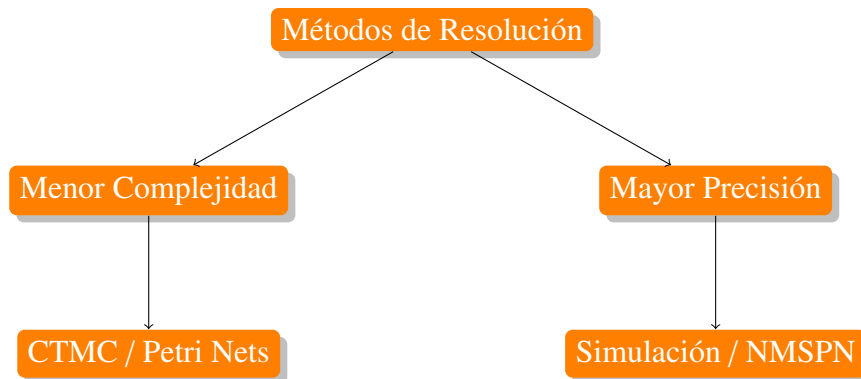 Métodos de Resolución
Menor Complejidad
Mayor Precisión
CTMC / Petri Nets
Simulación / NMSPN